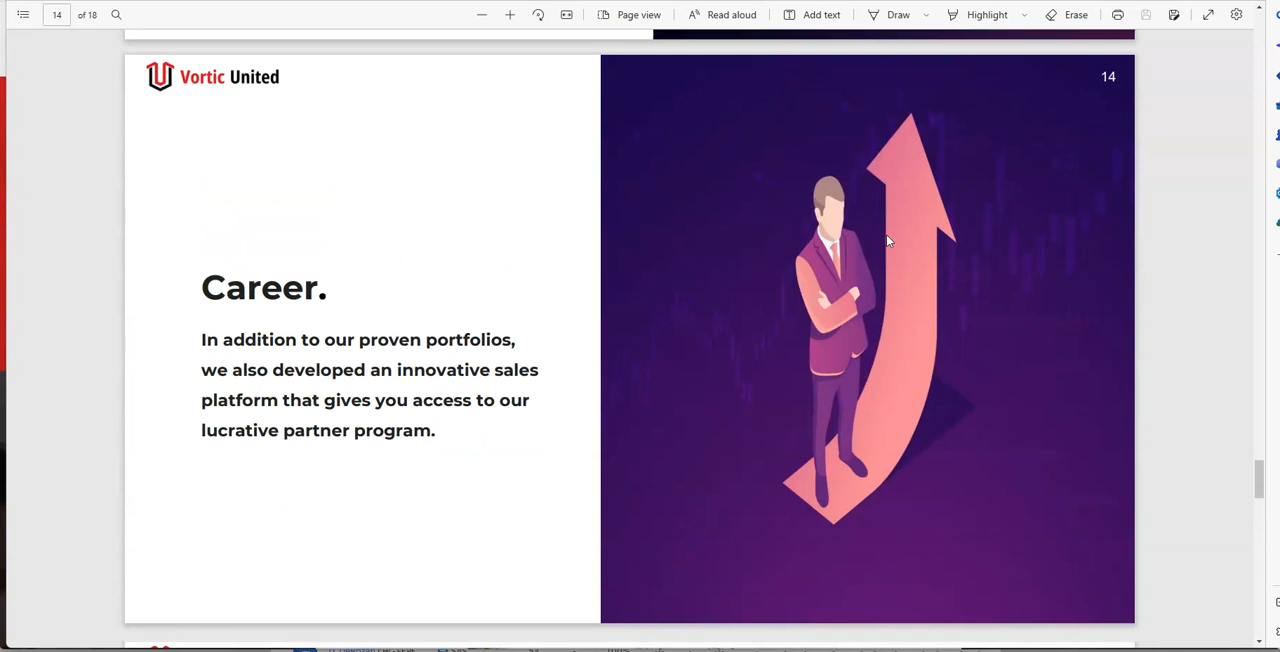 14
of 18
Page view
Read aloud
Add text
Draw
Highlight
Erase
Vortic United
14
Career.
In addition to our proven portfolios,
we also developed an innovative sales
platform that gives you access to our
lucrative partner program.